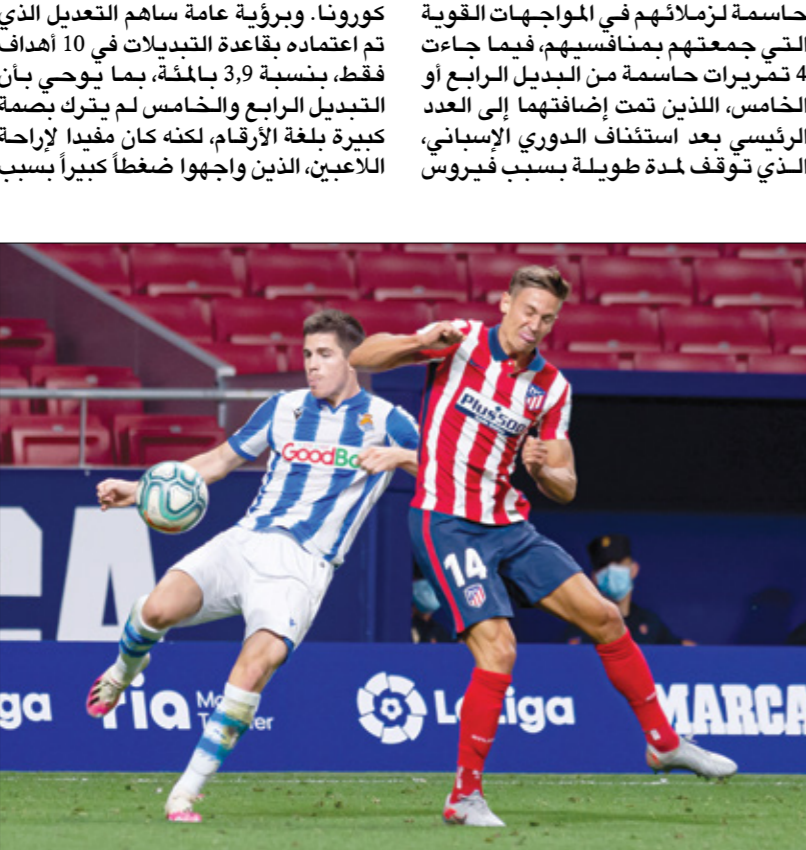 حاسمة لزملائهم في المواجهات القوية
التي جمعتهم بمنافسيهم، فيما جاءت
4 تمريرات حاسمة من البديل الرابع أو
الخامس، اللذين تمت إضافتهما إلى العدد
الرئيسي بعد استئناف الدوري الإسباني،
الذي توقف لمدة طويلة بسبب فيروس
كورونا. وبرؤية عامة ساهم التعديل الذي
تم اعتماده بقاعدة التبديلات في 10 أهداف
فقط، بنسبة 3,9 بالمئة، بما يوحي بأن
التبديل الرابع والخامس لم يترك بصمة
كبيرة بلغة الأرقام، لكنه كان مفيدا لإراحة
اللاعبين، الذين واجهوا ضغطاً كبيراً بسبب
GoodBa
Plus500
14
CA
ga
ria
LaLiga
MARCA